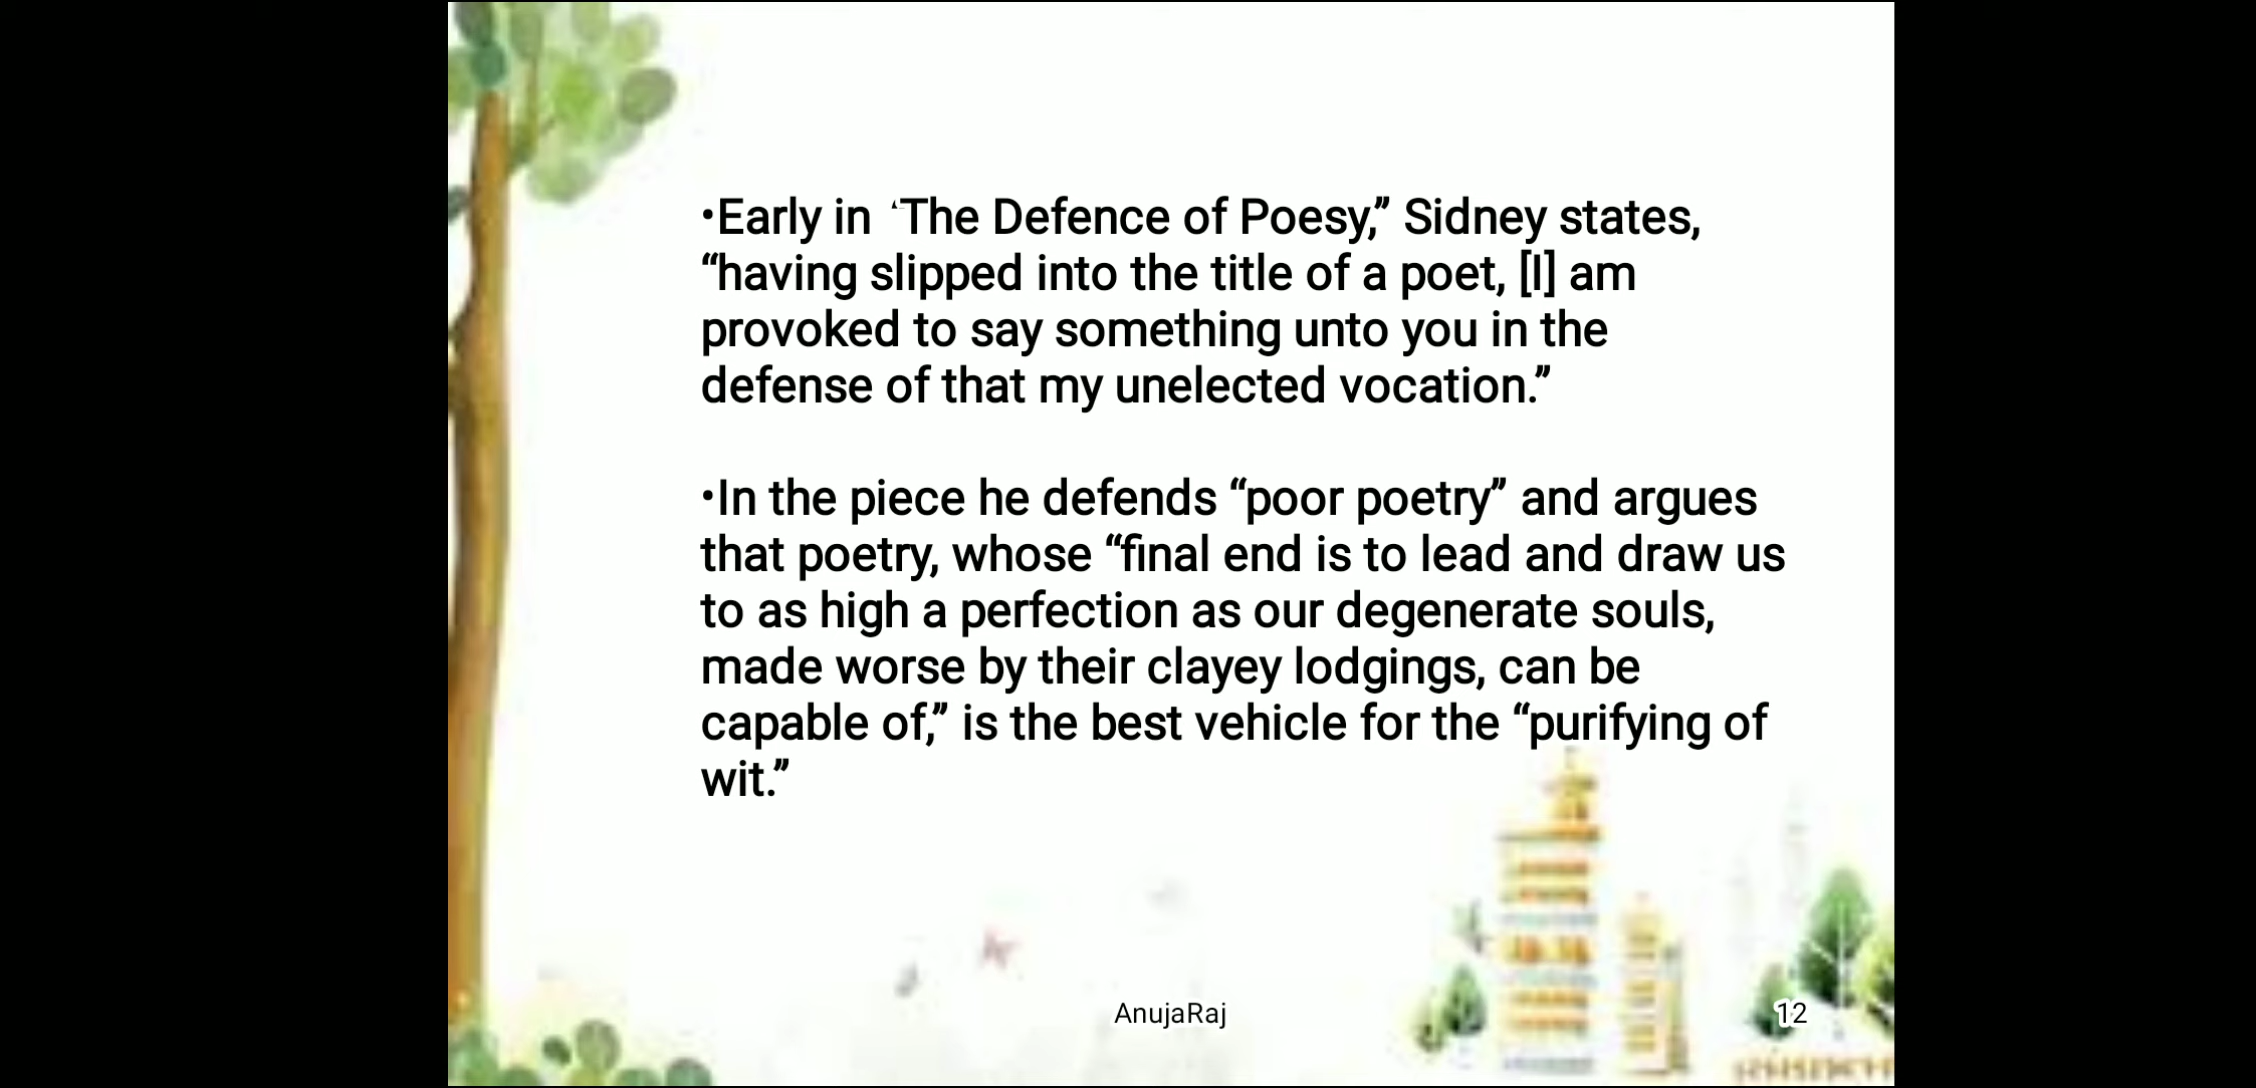 •Early in ‘The Defence of Poesy,” Sidney states,
“having slipped into the title of a poet, [I] am
provoked to say something unto you in the
defense of that my unelected vocation.”
•In the piece he defends “poor poetry” and argues
that poetry, whose “final end is to lead and draw us
to as high a perfection as our degenerate souls,
made worse by their clayey lodgings, can be
capable of,” is the best vehicle for the “purifying of
wit.”
AnujaRaj
12